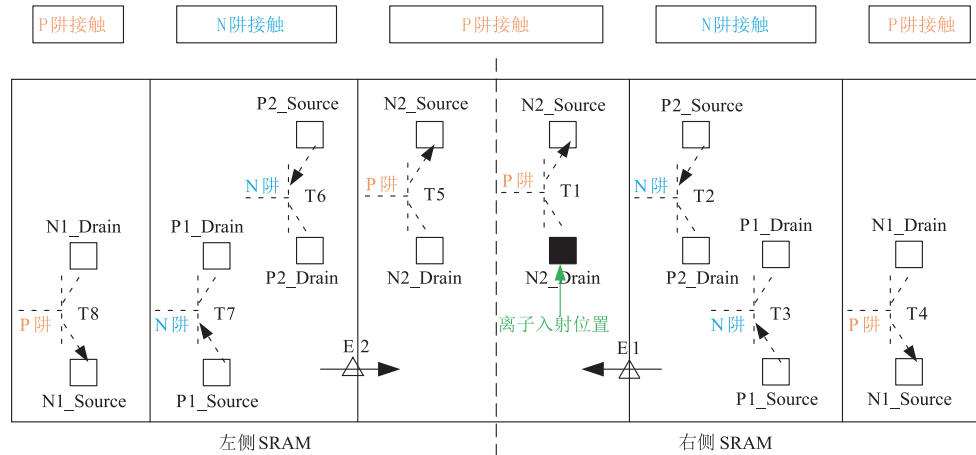 P阱接触 N阱接触 P阱接触 N阱接触 P阱接触
P2_Source N2_Source N2_Source P2_Source
N阱 T6 P阱 T5 P阱 T1 N阱 T2
N1_Drain P1_Drain P1_Drain N1_Drain
P2_Drain N2_Drain N2_Drain P2_Drain
P阱 T8 N阱 T7 离子入射位置 N阱 T3 P阱 T4
E2 E1
N1_Source P1_Source P1_Source N1_Source
左侧SRAM 右侧SRAM